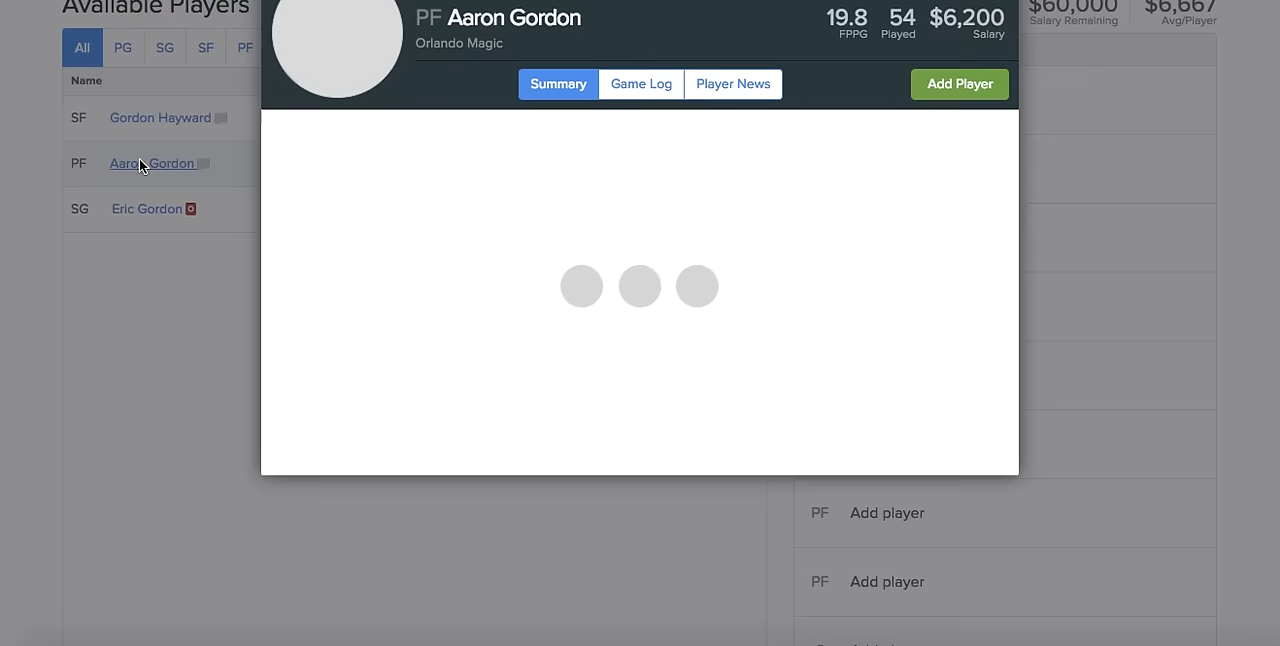 Available Players
All PG SG SF PF
Name
SF Gordon Hayward
PF Aaron Gordon
SG Eric Gordon
PF Aaron Gordon
Orlando Magic
19.8 54 $6,200
FPPG Played Salary
Summary Game Log Player News
Add Player
$60,000 $6,667
Salary Remaining Avg/Player
PF Add player
PF Add player